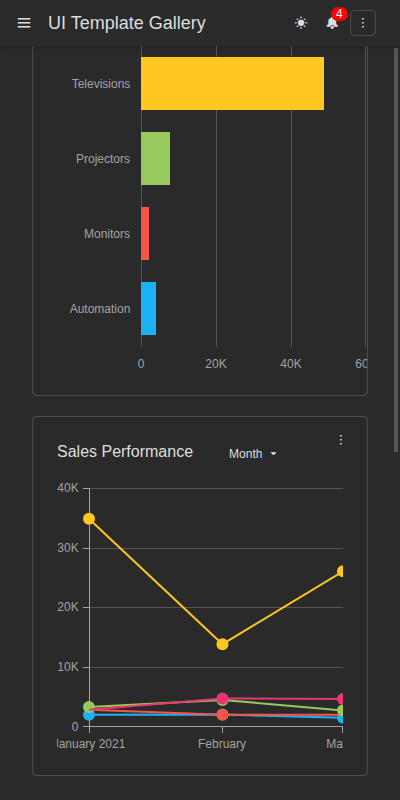 UI Template Gallery
4
Televisions
Projectors
Monitors
Automation
0 20K 40K 60
Sales Performance
Month
40K
30K
20K
10K
0
anuary 2021 February Ma